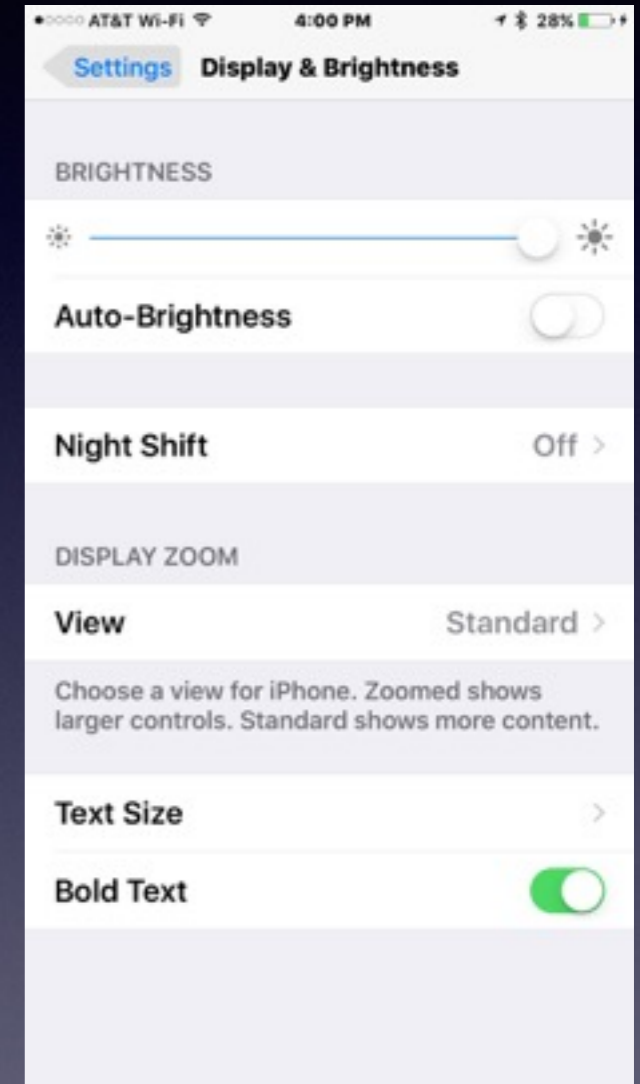 AT&T Wi-Fi 4:00 PM 28%
Settings Display & Brightness
BRIGHTNESS
Auto-Brightness
Night Shift Off
DISPLAY ZOOM
View Standard
Choose a view for iPhone. Zoomed shows
larger controls. Standard shows more content.
Text Size
Bold Text